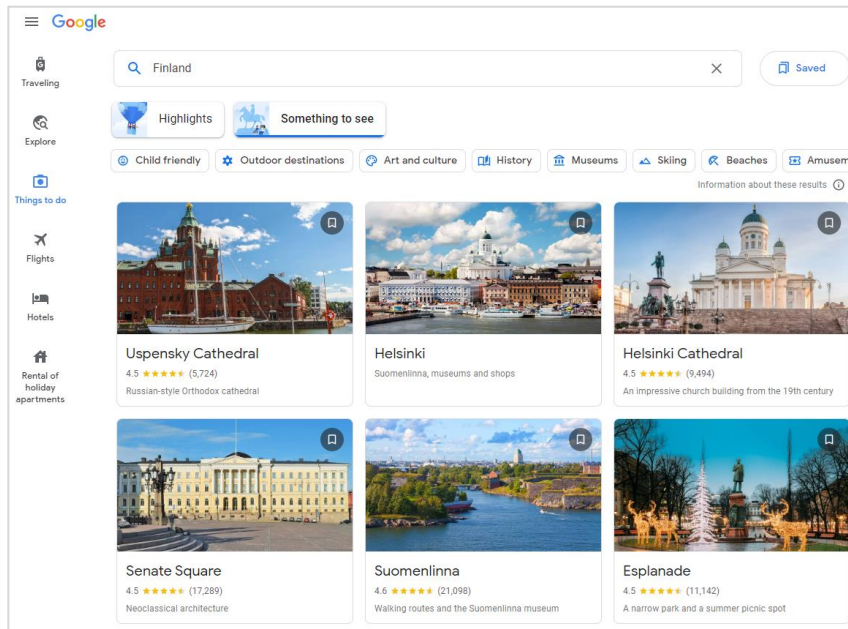 Google
Traveling
Explore
Things to do
Flights
Hotels
Rental of
holiday
apartments
Finland
Saved
Highlights
Something to see
Child friendly
Outdoor destinations
Art and culture
History
Museums
Skiing
Beaches
Amusem
Information about these results
Uspensky Cathedral
4.5 (5,724)
Russian-style Orthodox cathedral
Helsinki
Suomenlinna, museums and shops
Helsinki Cathedral
4.5 (9,494)
An impressive church building from the 19th century
Senate Square
4.5 (17,289)
Neoclassical architecture
Suomenlinna
4.6 (21,098)
Walking routes and the Suomenlinna museum
Esplanade
4.5 (11,142)
A narrow park and a summer picnic spot